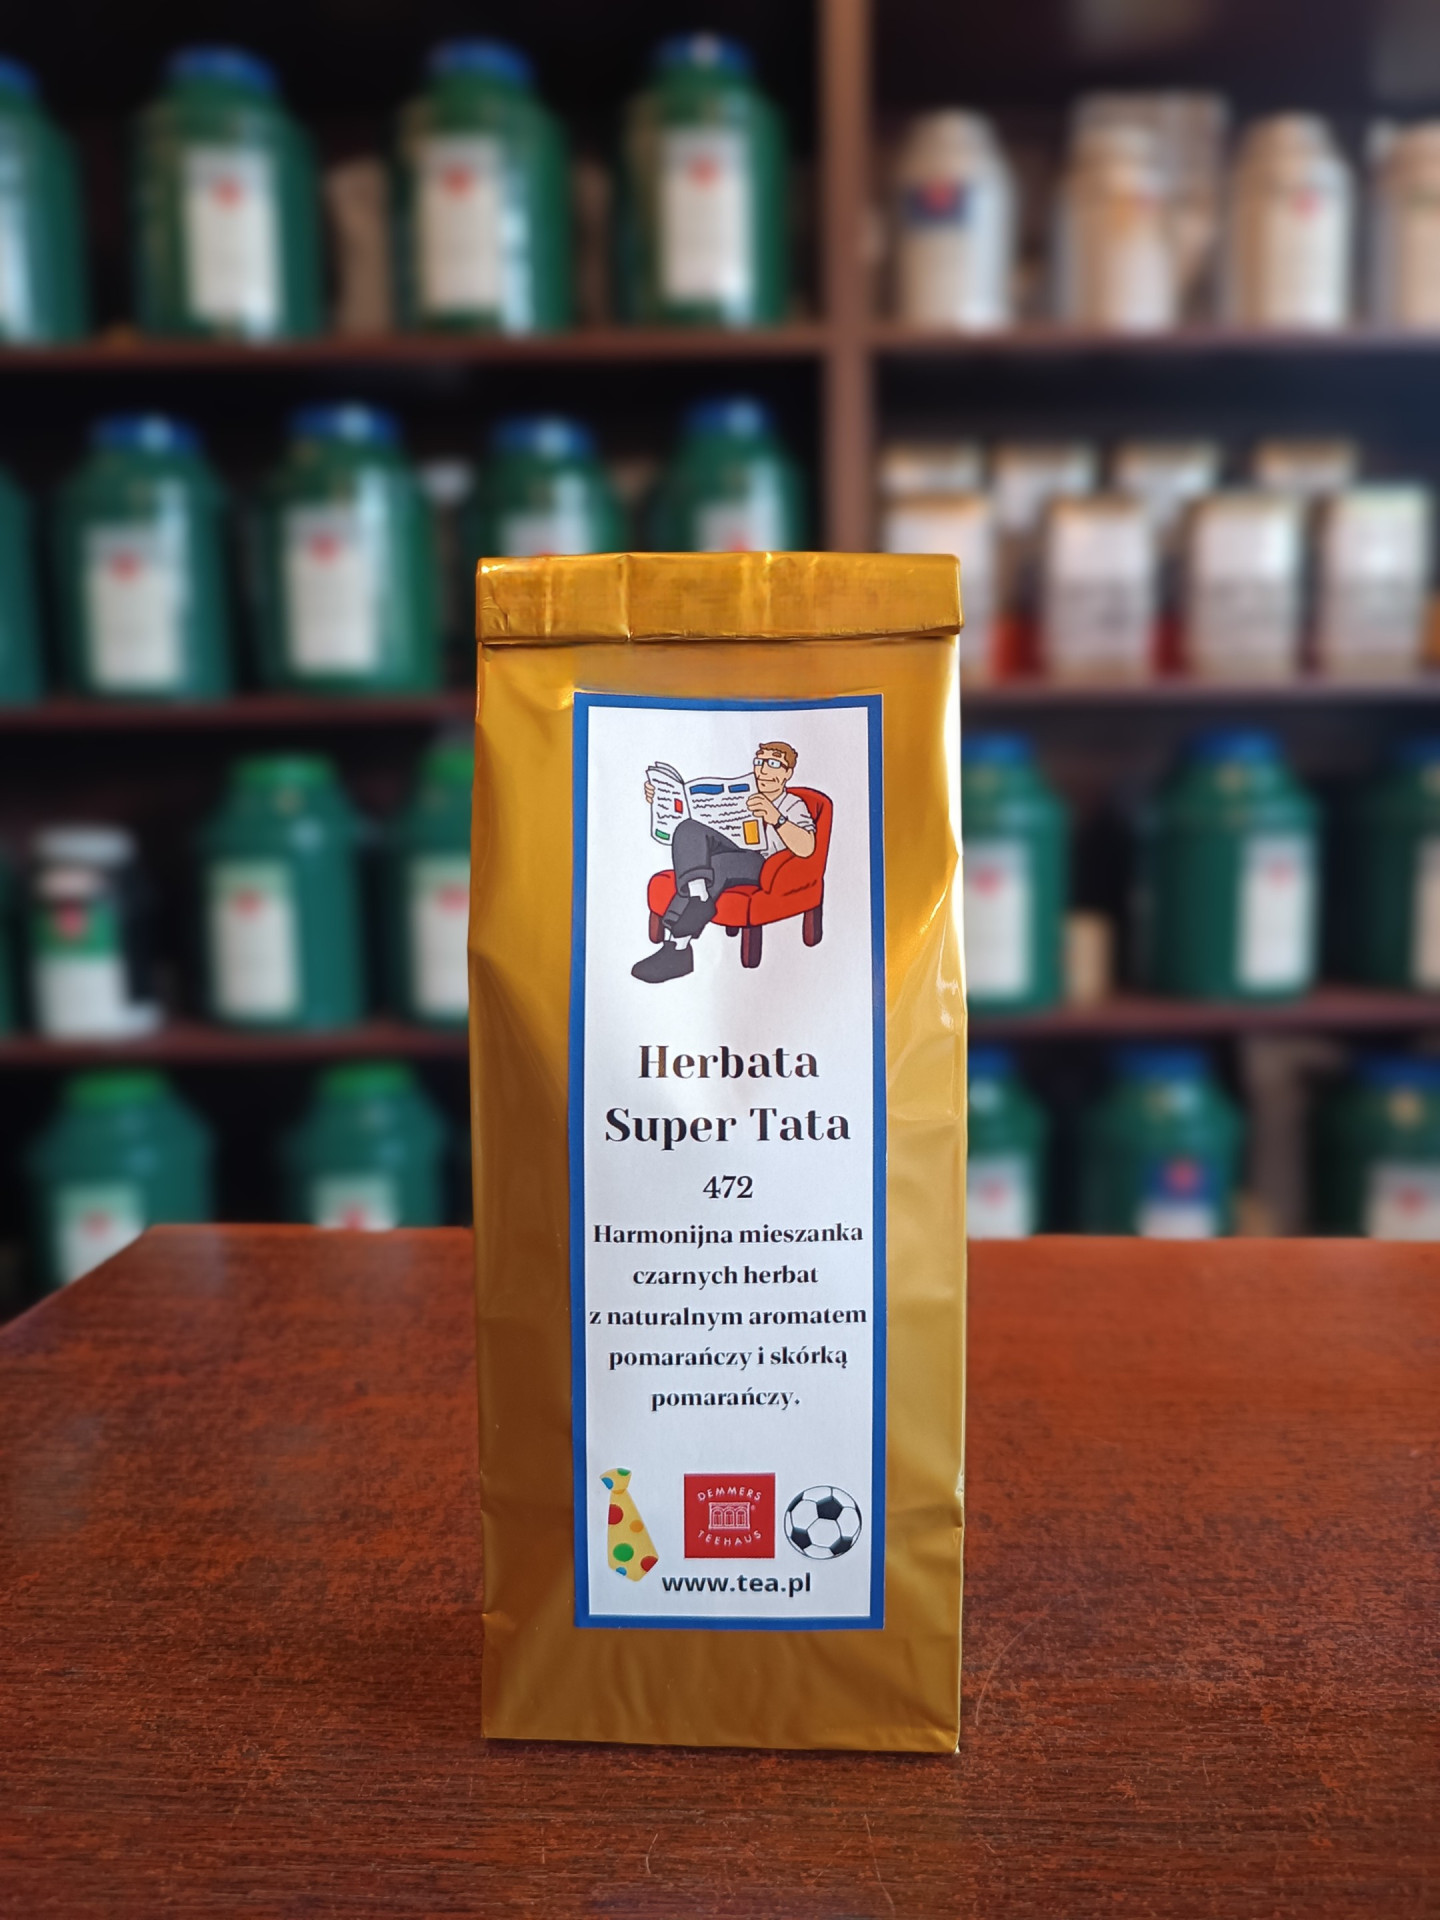 Herbata
Super Tata
472
Harmonijna mieszanka
czarnych herbat
z naturalnym aromatem
pomarańczy i skórką
pomarańczy.
DEMMERS
TEEHAUS
www.tea.pl